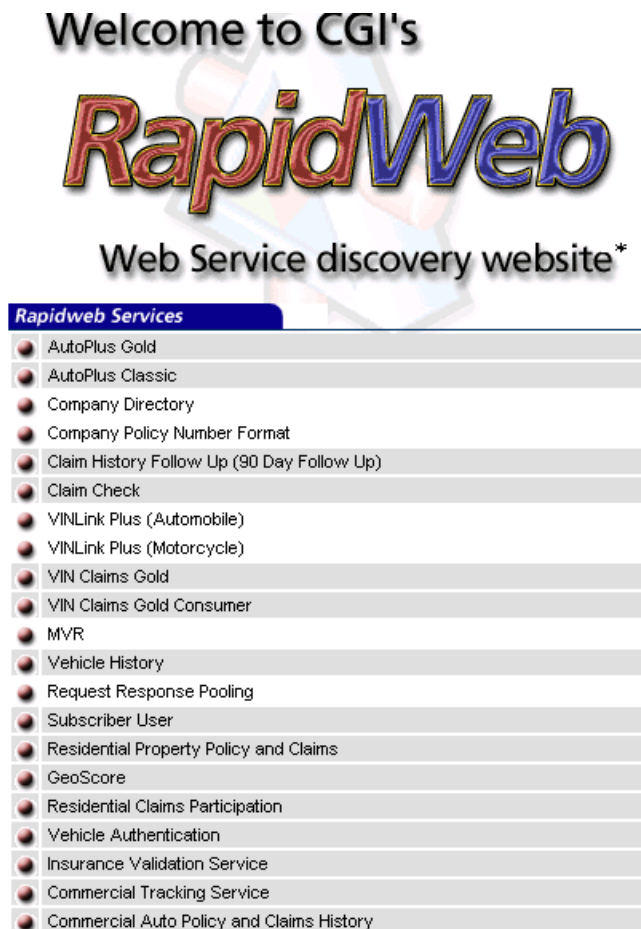 Welcome to CGI's
RapidWeb
Web Service discovery website*
Rapidweb Services
AutoPlus Gold
AutoPlus Classic
Company Directory
Company Policy Number Format
Claim History Follow Up (90 Day Follow Up)
Claim Check
VINLink Plus (Automobile)
VINLink Plus (Motorcycle)
VIN Claims Gold
VIN Claims Gold Consumer
MVR
Vehicle History
Request Response Pooling
Subscriber User
Residential Property Policy and Claims
GeoScore
Residential Claims Participation
Vehicle Authentication
Insurance Validation Service
Commercial Tracking Service
Commercial Auto Policy and Claims History